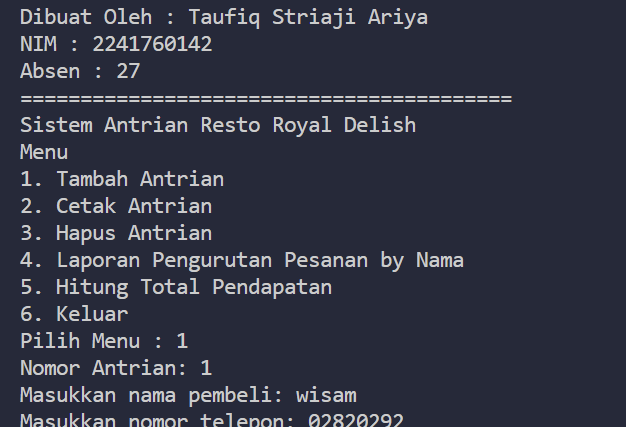 Dibuat Oleh : Taufiq Striaji Ariya
NIM : 2241760142
Absen : 27
=========================================
Sistem Antrian Resto Royal Delish
Menu
1. Tambah Antrian
2. Cetak Antrian
3. Hapus Antrian
4. Laporan Pengurutan Pesanan by Nama
5. Hitung Total Pendapatan
6. Keluar
Pilih Menu : 1
Nomor Antrian: 1
Masukkan nama pembeli: wisam
Masukkan nomor telepon: 02820292